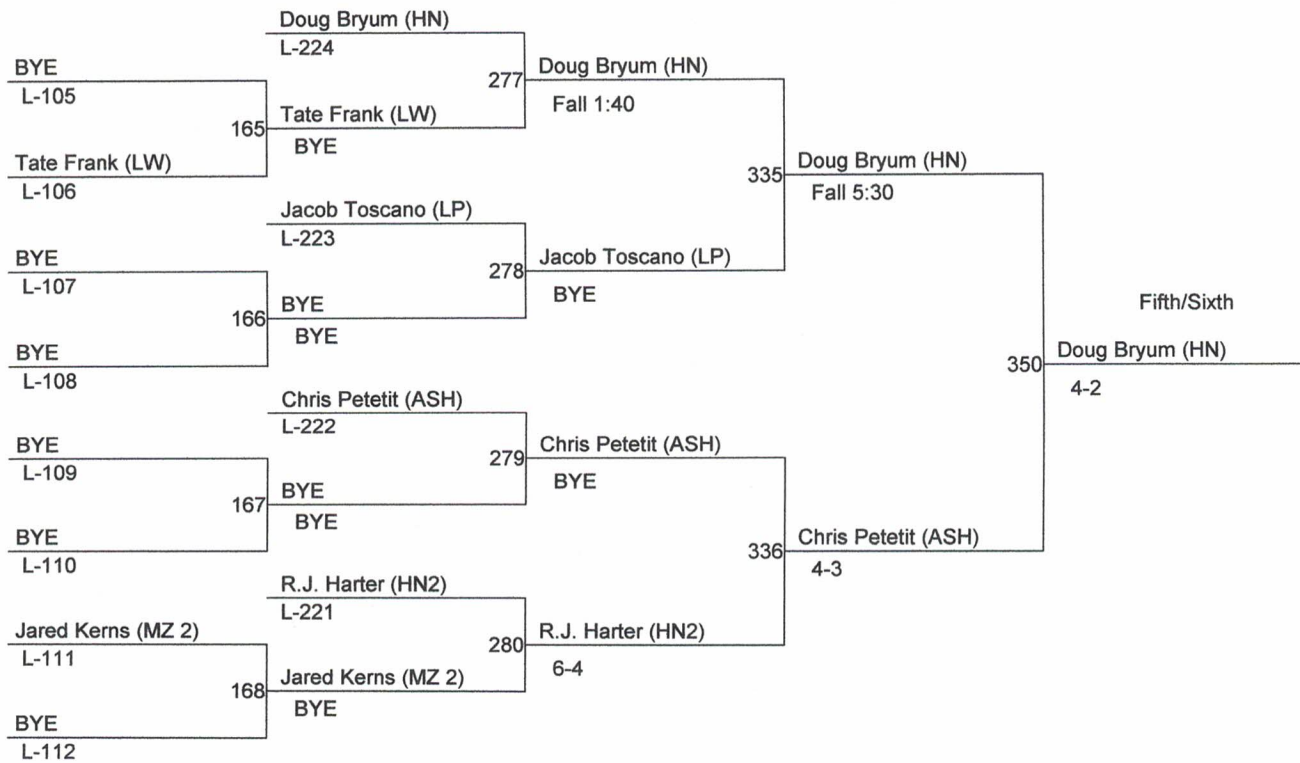 Doug Bryum (HN)
L-224
BYE
L-105
277
Doug Bryum (HN)
Fall 1:40
165
Tate Frank (LW)
BYE
Tate Frank (LW)
L-106
335
Doug Bryum (HN)
Fall 5:30
Jacob Toscano (LP)
L-223
BYE
L-107
278
Jacob Toscano (LP)
BYE
166
BYE
BYE
BYE
L-108
Fifth/Sixth
350
Doug Bryum (HN)
4-2
Chris Petetit (ASH)
L-222
BYE
L-109
279
Chris Petetit (ASH)
BYE
167
BYE
BYE
BYE
L-110
336
Chris Petetit (ASH)
4-3
R.J. Harter (HN2)
L-221
Jared Kerns (MZ 2)
L-111
280
R.J. Harter (HN2)
6-4
168
Jared Kerns (MZ 2)
BYE
BYE
L-112